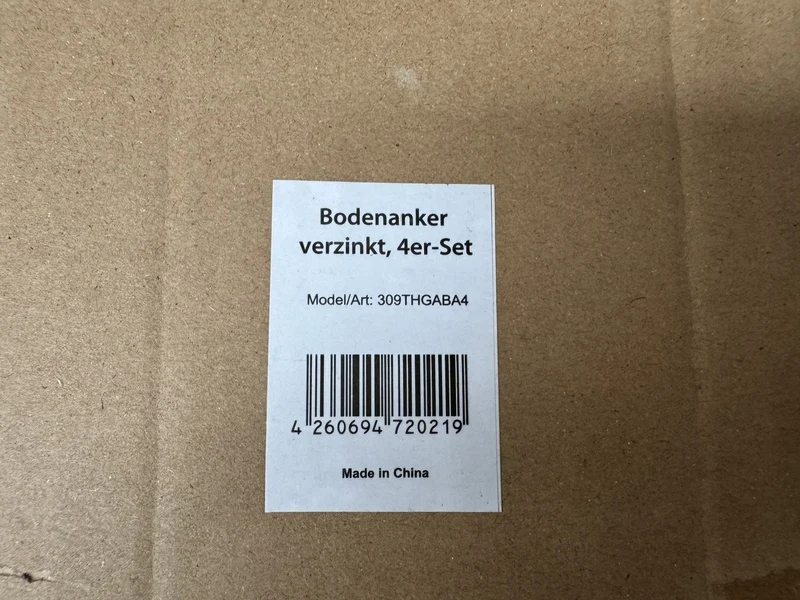 Bodenanker
verzinkt, 4er-Set
Model/Art: 309THGABA4
4 260694 720219
Made in China